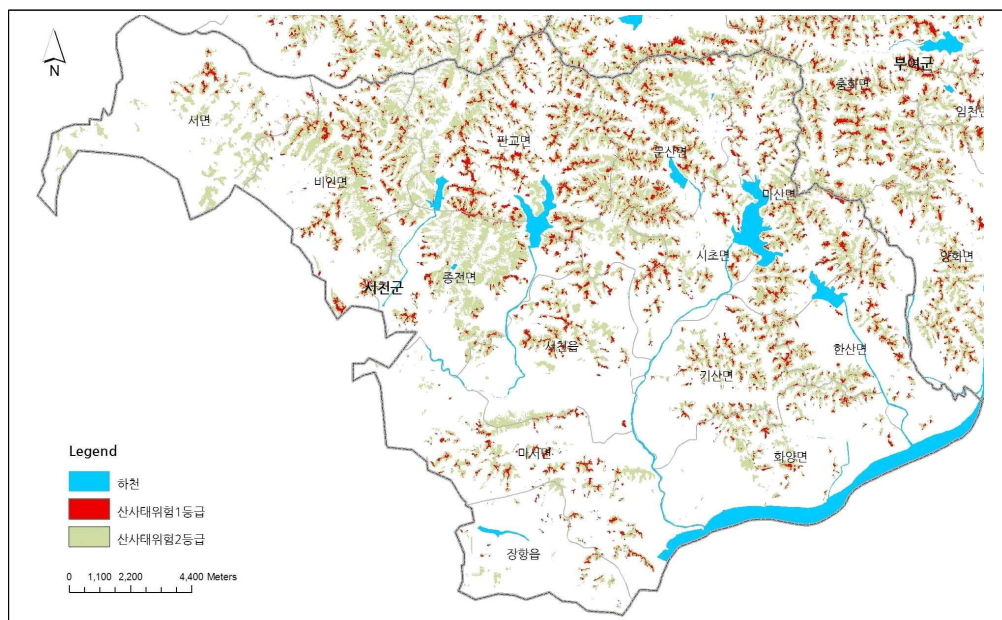 N
부여군
충화면
임천면
서면
판교면
문산면
비인면
마산면
시초면
양화면
종천면
서천군
서천읍
한산면
기산면
마서면
화양면
장항읍
Legend
하천
산사태위험1등급
산사태위험2등급
0 1,100 2,200 4,400 Meters